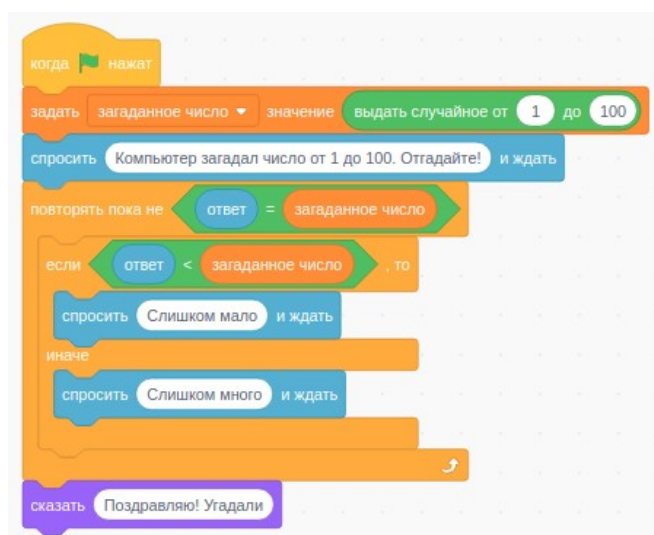 когда нажат
задать загаданное число значение выдать случайное от 1 до 100
спросить Компьютер загадал число от 1 до 100. Отгадайте! и ждать
повторять пока не ответ = загаданное число
если ответ < загаданное число , то
спросить Слишком мало и ждать
иначе
спросить Слишком много и ждать
сказать Поздравляю! Угадали